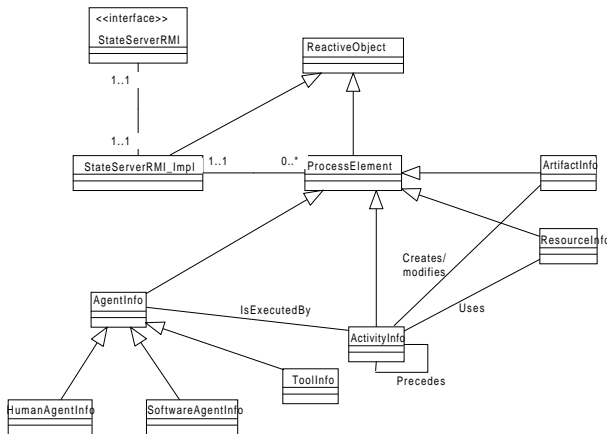 <<interface>>
StateServerRMI
ReactiveObject
1..1
1..1
StateServerRMI_Impl
1..1
0..*
ProcessElement
ArtifactInfo
ResourceInfo
Creates/
modifies
AgentInfo
IsExecutedBy
Uses
ActivityInfo
ToolInfo
Precedes
HumanAgentInfo
SoftwareAgentInfo